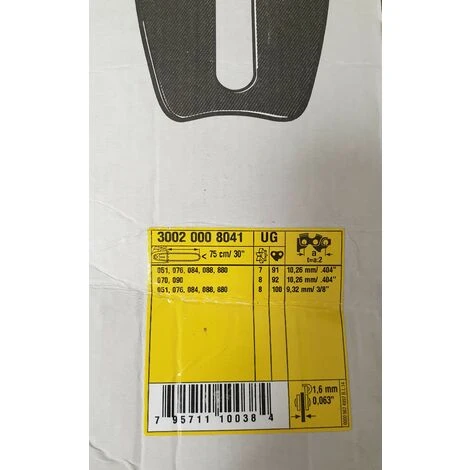 3002 000 8041 UG
< 75 cm/ 30"
a
t=a:2
051, 076, 084, 088, 880 7 91 10,26 mm/ .404"
070, 090 8 92 10,26 mm/ .404"
051, 076, 084, 088, 880 8 100 9,32 mm/ 3/8"
1,6 mm
0,063"
7 95711 10038 4